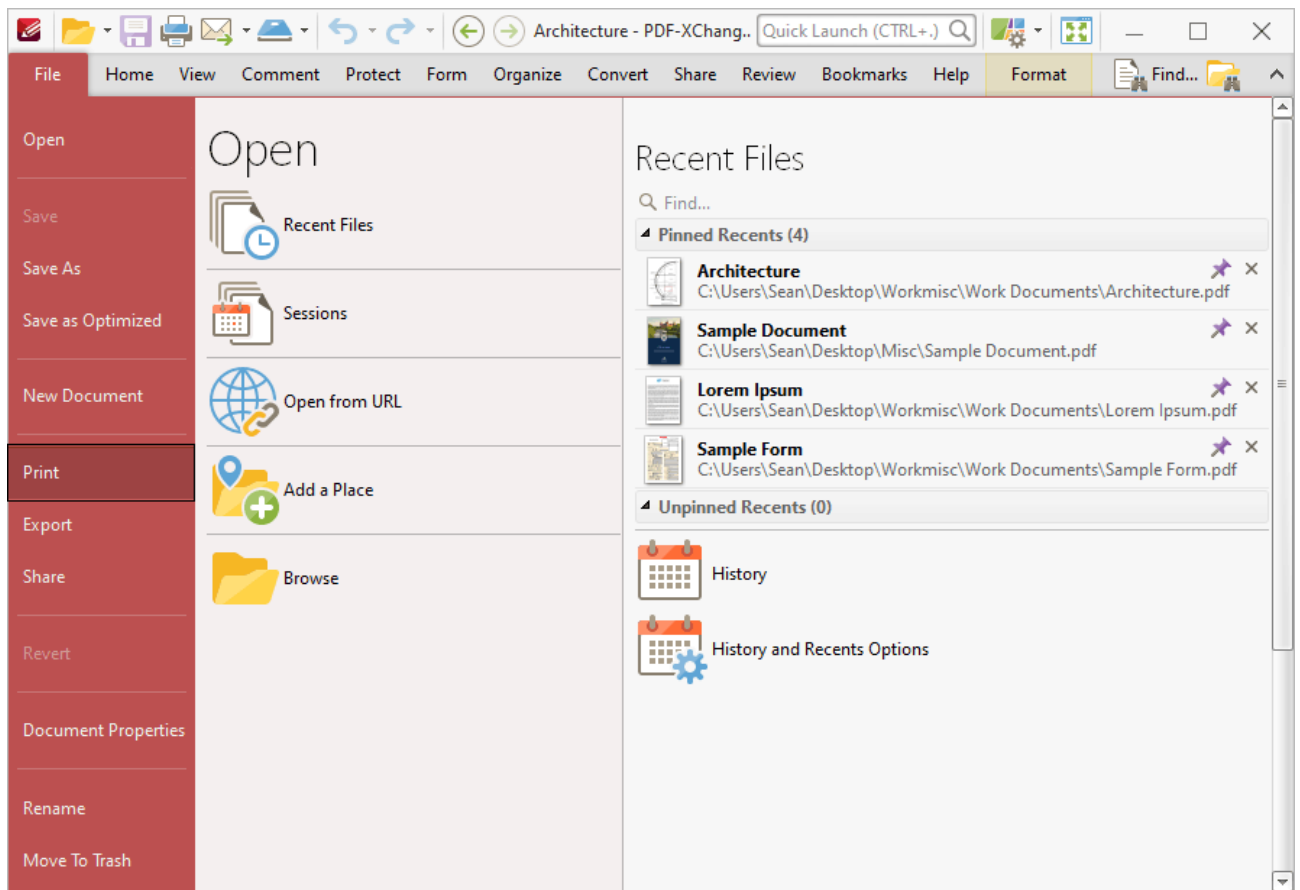 Architecture - PDF-XChang..
Quick Launch (CTRL+.)
File Home View Comment Protect Form Organize Convert Share Review Bookmarks Help Format Find...
Open
Save
Save As
Save as Optimized
New Document
Print
Export
Share
Revert
Document Properties
Rename
Move To Trash
Open
Recent Files
Sessions
Open from URL
Add a Place
Browse
Recent Files
Find...
Pinned Recents (4)
Architecture
C:\Users\Sean\Desktop\Workmisc\Work Documents\Architecture.pdf
Sample Document
C:\Users\Sean\Desktop\Misc\Sample Document.pdf
Lorem Ipsum
C:\Users\Sean\Desktop\Workmisc\Work Documents\Lorem Ipsum.pdf
Sample Form
C:\Users\Sean\Desktop\Workmisc\Work Documents\Sample Form.pdf
Unpinned Recents (0)
History
History and Recents Options